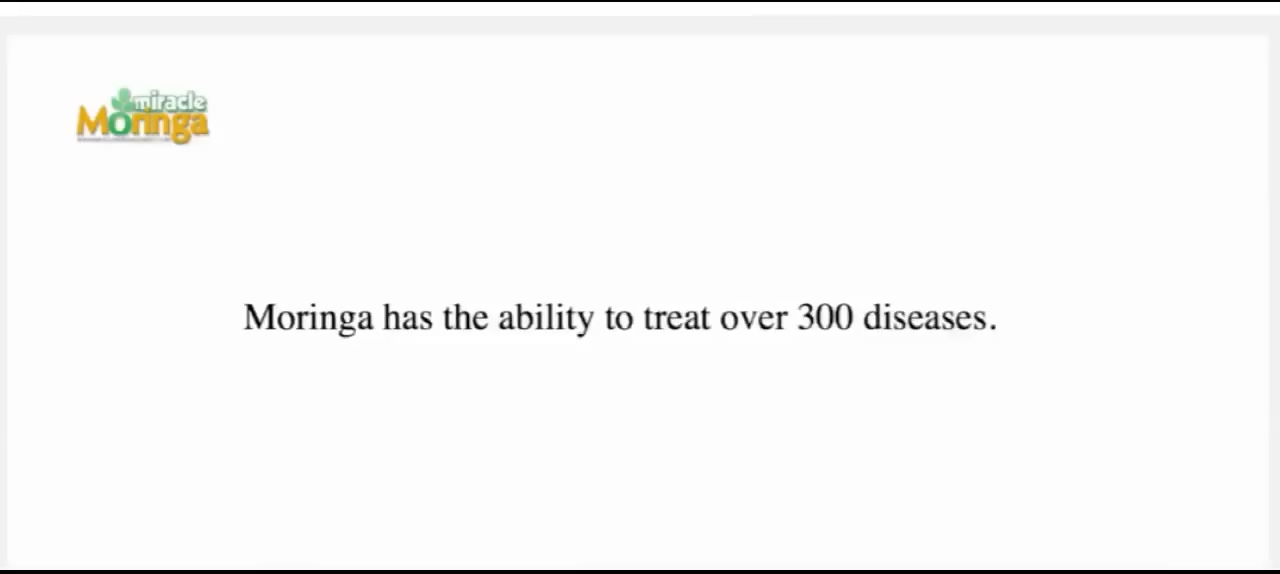 miracle
Moringa
Moringa has the ability to treat over 300 diseases.